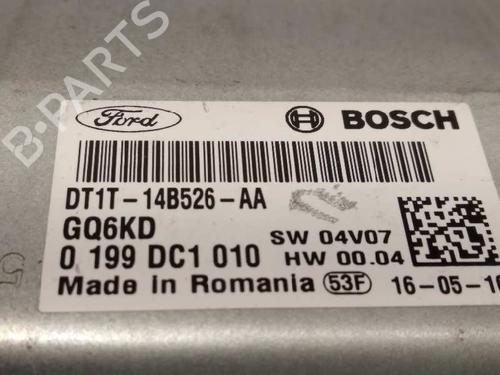 B-PARTS
Ford
BOSCH
DT1T-14B526-AA
GQ6KD
SW 04V07
0 199 DC1 010
HW 00.04
Made in Romania 53F 16-05-10